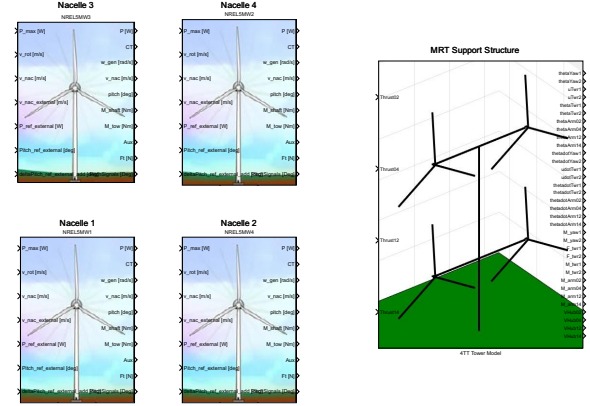 Nacelle 3
NREL5MW3
P_max [W]
v_rot [m/s]
v_nac [m/s]
v_nac_external [m/s]
P_ref_external [W]
Pitch_ref_external [deg]
P [W]
CT
w_gen [rad/s]
v_nac [m/s]
pitch [deg]
M_shaft [Nm]
M_tow [Nm]
Aux
Ft [N]
Nacelle 4
NREL5MW2
P_max [W]
v_rot [m/s]
v_nac [m/s]
v_nac_external [m/s]
P_ref_external [W]
Pitch_ref_external [deg]
P [W]
CT
w_gen [rad/s]
v_nac [m/s]
pitch [deg]
M_shaft [Nm]
M_tow [Nm]
Aux
Ft [N]
MRT Support Structure
Thrust02
Thrust04
Thrust12
thetaYaw1
thetaYaw2
uTwr1
uTwr2
thetaTwr1
thetaTwr2
thetaArm02
thetaArm04
thetaArm12
thetaArm14
thetadotYaw1
thetadotYaw2
udotTwr1
udotTwr2
thetadotTwr1
thetadotTwr2
thetadotArm02
thetadotArm04
thetadotArm12
thetadotArm14
M_yaw1
M_yaw2
F_twr1
F_twr2
M_twr1
M_twr2
M_arm02
M_arm04
M_arm12
M_arm14
4TT Tower Model
Nacelle 1
NREL5MW1
P_max [W]
v_rot [m/s]
v_nac [m/s]
v_nac_external [m/s]
P_ref_external [W]
Pitch_ref_external [deg]
P [W]
CT
w_gen [rad/s]
v_nac [m/s]
pitch [deg]
M_shaft [Nm]
M_tow [Nm]
Aux
Ft [N]
Nacelle 2
NREL5MW4
P_max [W]
v_rot [m/s]
v_nac [m/s]
v_nac_external [m/s]
P_ref_external [W]
Pitch_ref_external [deg]
P [W]
CT
w_gen [rad/s]
v_nac [m/s]
pitch [deg]
M_shaft [Nm]
M_tow [Nm]
Aux
Ft [N]